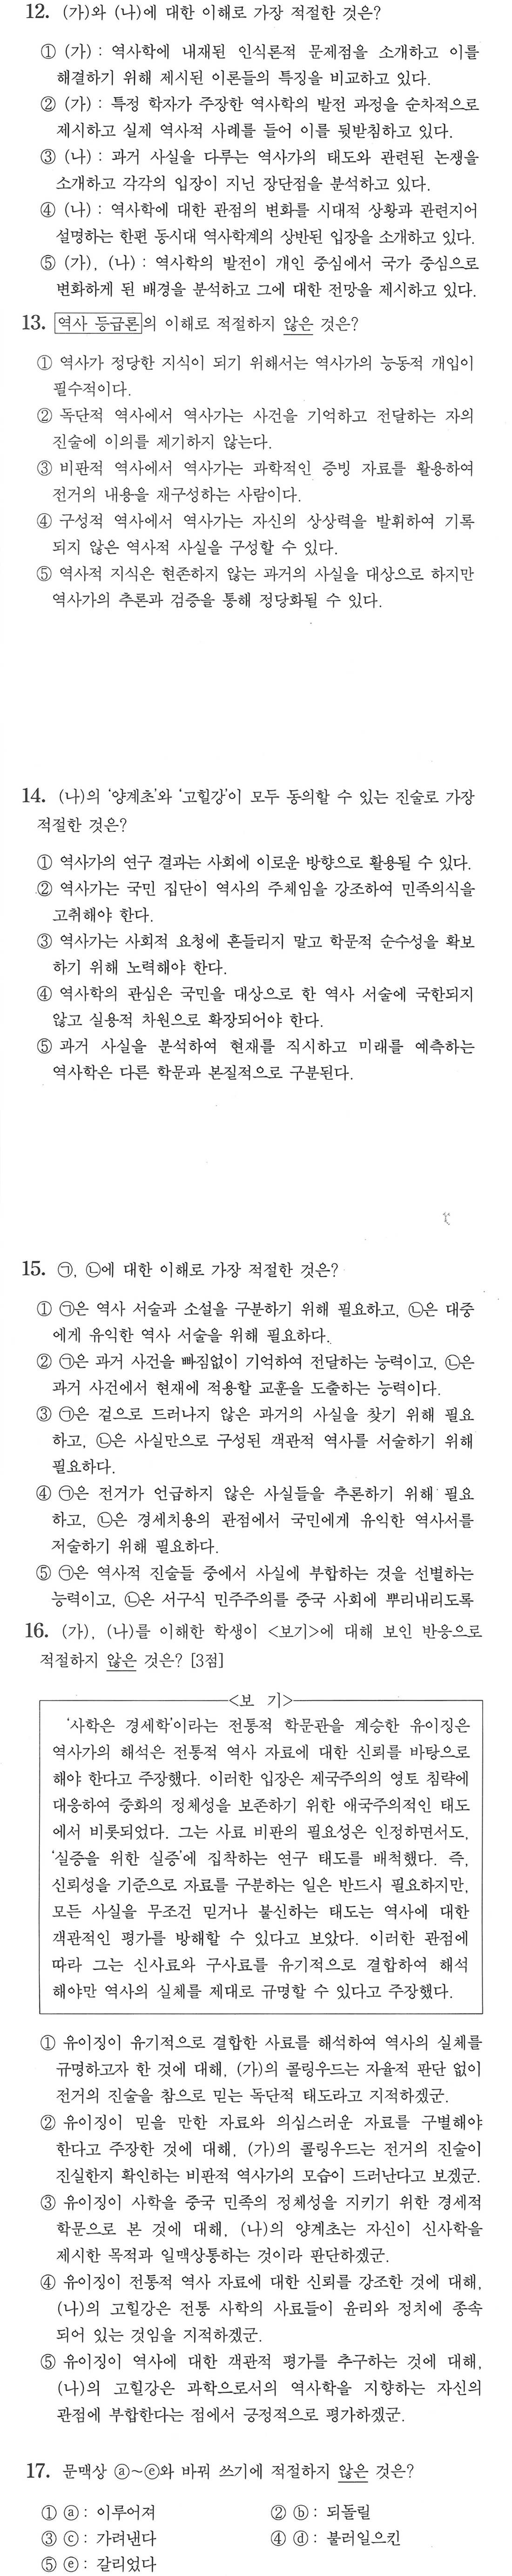 12. (가)와 (나)에 대한 이해로 가장 적절한 것은?
① (가) : 역사학에 내재된 인식론적 문제점을 소개하고 이를
해결하기 위해 제시된 이론들의 특징을 비교하고 있다.
② (가) : 특정 학자가 주장한 역사학의 발전 과정을 순차적으로
제시하고 실제 역사적 사례를 들어 이를 뒷받침하고 있다.
③ (나) : 과거 사실을 다루는 역사가의 태도와 관련된 논쟁을
소개하고 각각의 입장이 지닌 장단점을 분석하고 있다.
④ (나) : 역사학에 대한 관점의 변화를 시대적 상황과 관련지어
설명하는 한편 동시대 역사학계의 상반된 입장을 소개하고 있다.
⑤ (가), (나) : 역사학의 발전이 개인 중심에서 국가 중심으로
변화하게 된 배경을 분석하고 그에 대한 전망을 제시하고 있다.
13. 역사 등급론의 이해로 적절하지 않은 것은?
① 역사가 정당한 지식이 되기 위해서는 역사가의 능동적 개입이
필수적이다.
② 독단적 역사에서 역사가는 사건을 기억하고 전달하는 자의
진술에 이의를 제기하지 않는다.
③ 비판적 역사에서 역사가는 과학적인 증빙 자료를 활용하여
전거의 내용을 재구성하는 사람이다.
④ 구성적 역사에서 역사가는 자신의 상상력을 발휘하여 기록
되지 않은 역사적 사실을 구성할 수 있다.
⑤ 역사적 지식은 현존하지 않는 과거의 사실을 대상으로 하지만
역사가의 추론과 검증을 통해 정당화될 수 있다.
14. (나)의 '양계초'와 '고힐강'이 모두 동의할 수 있는 진술로 가장
적절한 것은?
① 역사가의 연구 결과는 사회에 이로운 방향으로 활용될 수 있다.
② 역사가는 국민 집단이 역사의 주체임을 강조하여 민족의식을
고취해야 한다.
③ 역사가는 사회적 요청에 흔들리지 말고 학문적 순수성을 확보
하기 위해 노력해야 한다.
④ 역사학의 관심은 국민을 대상으로 한 역사 서술에 국한되지
않고 실용적 차원으로 확장되어야 한다.
⑤ 과거 사실을 분석하여 현재를 직시하고 미래를 예측하는
역사학은 다른 학문과 본질적으로 구분된다.
15. ㉠, ㉡에 대한 이해로 가장 적절한 것은?
① ㉠은 역사 서술과 소설을 구분하기 위해 필요하고, ㉡은 대중
에게 유익한 역사 서술을 위해 필요하다.
② ㉠은 과거 사건을 빠짐없이 기억하여 전달하는 능력이고, ㉡은
과거 사건에서 현재에 적용할 교훈을 도출하는 능력이다.
③ ㉠은 겉으로 드러나지 않은 과거의 사실을 찾기 위해 필요
하고, ㉡은 사실만으로 구성된 객관적 역사를 서술하기 위해
필요하다.
④ ㉠은 전거가 언급하지 않은 사실들을 추론하기 위해 필요
하고, ㉡은 경세치용의 관점에서 국민에게 유익한 역사서를
저술하기 위해 필요하다.
⑤ ㉠은 역사적 진술들 중에서 사실에 부합하는 것을 선별하는
능력이고, ㉡은 서구식 민주주의를 중국 사회에 뿌리내리도록
16. (가), (나)를 이해한 학생이 <보기>에 대해 보인 반응으로
적절하지 않은 것은? [3점]
<보 기>
'사학은 경세학'이라는 전통적 학문관을 계승한 유이징은
역사가의 해석은 전통적 역사 자료에 대한 신뢰를 바탕으로
해야 한다고 주장했다. 이러한 입장은 제국주의의 영토 침략에
대응하여 중화의 정체성을 보존하기 위한 애국주의적인 태도
에서 비롯되었다. 그는 사료 비판의 필요성은 인정하면서도,
'실증을 위한 실증'에 집착하는 연구 태도를 배척했다. 즉,
신뢰성을 기준으로 자료를 구분하는 일은 반드시 필요하지만,
모든 사실을 무조건 믿거나 불신하는 태도는 역사에 대한
객관적인 평가를 방해할 수 있다고 보았다. 이러한 관점에
따라 그는 신사료와 구사료를 유기적으로 결합하여 해석
해야만 역사의 실체를 제대로 규명할 수 있다고 주장했다.
① 유이징이 유기적으로 결합한 사료를 해석하여 역사의 실체를
규명하고자 한 것에 대해, (가)의 콜링우드는 자율적 판단 없이
전거의 진술을 참으로 믿는 독단적 태도라고 지적하겠군.
② 유이징이 믿을 만한 자료와 의심스러운 자료를 구별해야
한다고 주장한 것에 대해, (가)의 콜링우드는 전거의 진술이
진실한지 확인하는 비판적 역사가의 모습이 드러난다고 보겠군.
③ 유이징이 사학을 중국 민족의 정체성을 지키기 위한 경세적
학문으로 본 것에 대해, (나)의 양계초는 자신이 신사학을
제시한 목적과 일맥상통하는 것이라 판단하겠군.
④ 유이징이 전통적 역사 자료에 대한 신뢰를 강조한 것에 대해,
(나)의 고힐강은 전통 사학의 사료들이 윤리와 정치에 종속
되어 있는 것임을 지적하겠군.
⑤ 유이징이 역사에 대한 객관적 평가를 추구하는 것에 대해,
(나)의 고힐강은 과학으로서의 역사학을 지향하는 자신의
관점에 부합한다는 점에서 긍정적으로 평가하겠군.
17. 문맥상 ⓐ~ⓔ와 바꿔 쓰기에 적절하지 않은 것은?
① ⓐ : 이루어져 ② ⓑ : 되돌릴
③ ⓒ : 가려낸다 ④ ⓓ : 불러일으킨
⑤ ⓔ : 갈리었다